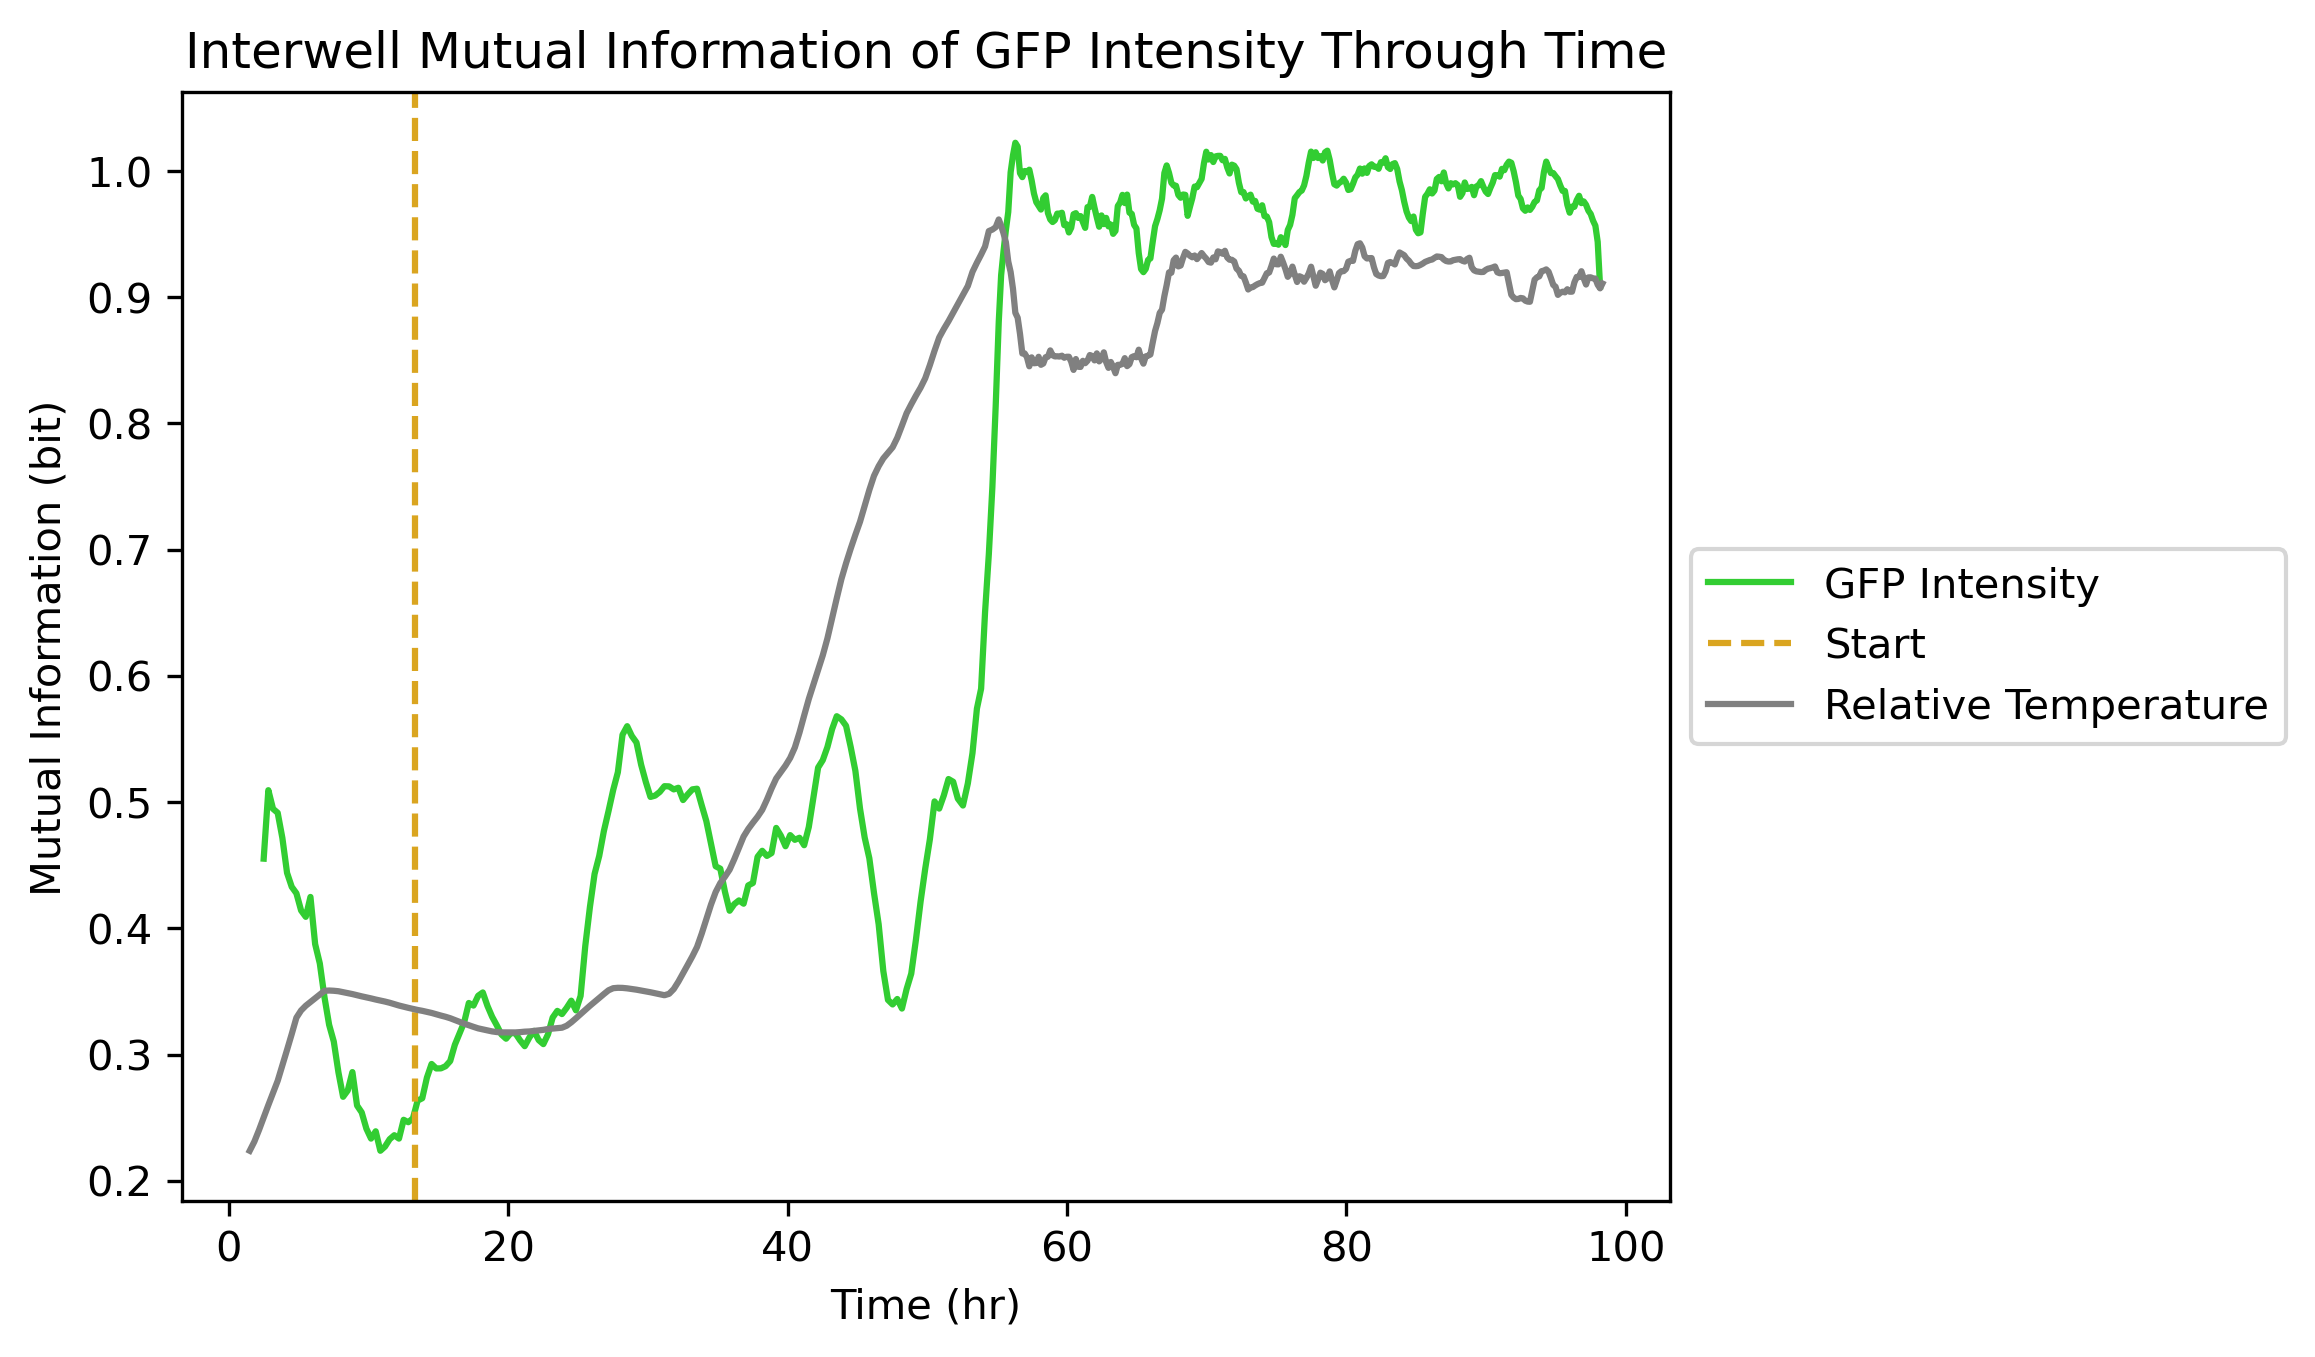 Interwell Mutual Information of GFP Intensity Through Time
Mutual Information (bit)
1.0
0.9
0.8
0.7
0.6
0.5
0.4
0.3
0.2
0 20 40 60 80 100
Time (hr)
GFP Intensity
Start
Relative Temperature